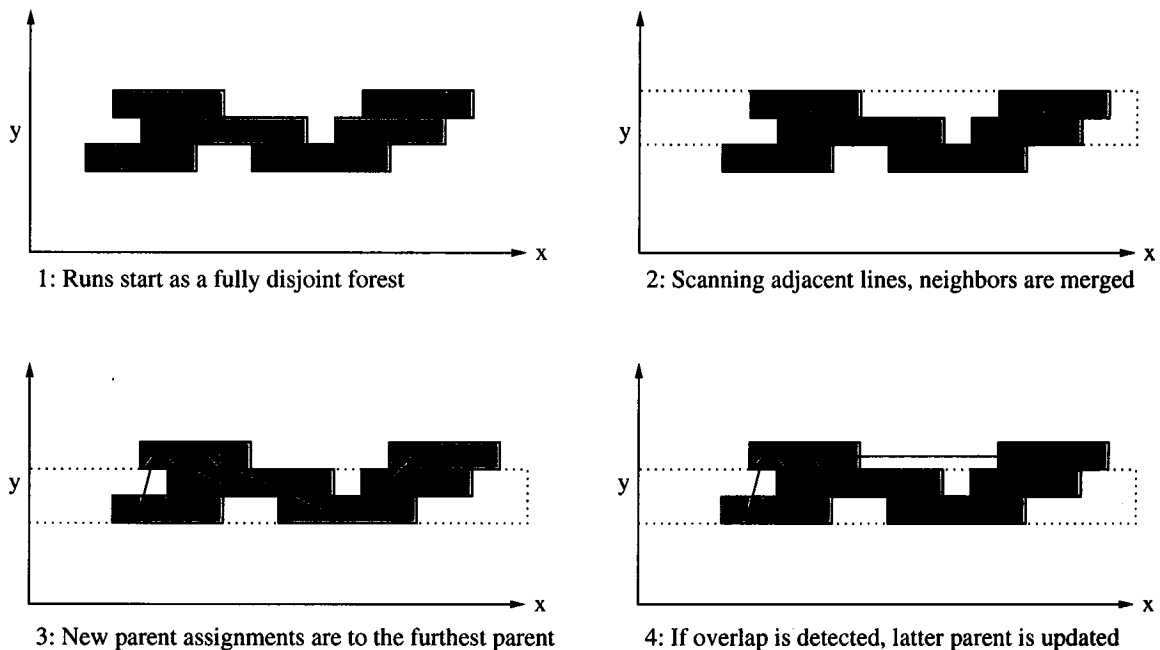 y
x
1: Runs start as a fully disjoint forest
y
x
2: Scanning adjacent lines, neighbors are merged
y
x
3: New parent assignments are to the furthest parent
y
x
4: If overlap is detected, latter parent is updated